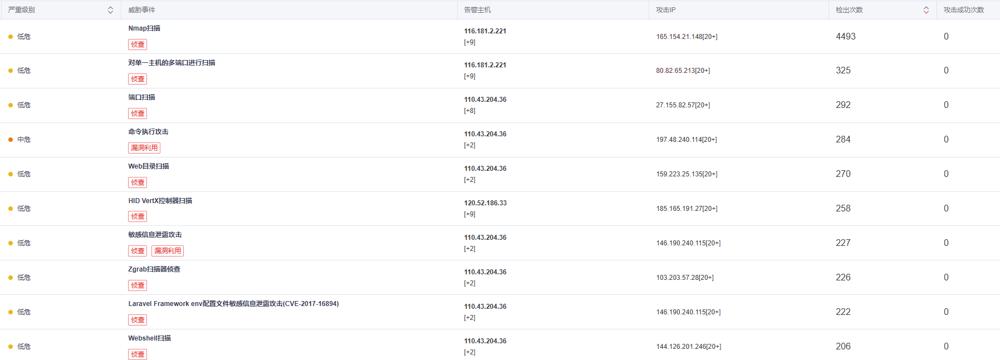 严重级别 威胁事件 告警主机 攻击IP 检出次数 攻击成功次数
Nmap扫描
低危 116.181.2.221 165.154.21.148[20+] 4493 0
侦查 [+9]
对单一主机的多端口进行扫描
低危 116.181.2.221 80.82.65.213[20+] 325 0
侦查 [+9]
端口扫描
低危 110.43.204.36 27.155.82.57[20+] 292 0
侦查 [+8]
命令执行攻击
中危 110.43.204.36 197.48.240.114[20+] 284 0
漏洞利用 [+2]
Web目录扫描
低危 110.43.204.36 159.223.25.135[20+] 270 0
侦查 [+2]
HID VertX控制器扫描
低危 120.52.186.33 185.165.191.27[20+] 258 0
侦查 [+9]
敏感信息泄露攻击
低危 110.43.204.36 146.190.240.115[20+] 227 0
侦查 漏洞利用 [+2]
Zgrab扫描器侦查
低危 110.43.204.36 103.203.57.28[20+] 226 0
侦查 [+2]
Laravel Framework env配置文件敏感信息泄露攻击(CVE-2017-16894)
低危 110.43.204.36 146.190.240.115[20+] 222 0
侦查 [+2]
Webshell扫描
低危 110.43.204.36 144.126.201.246[20+] 206 0
侦查 [+2]